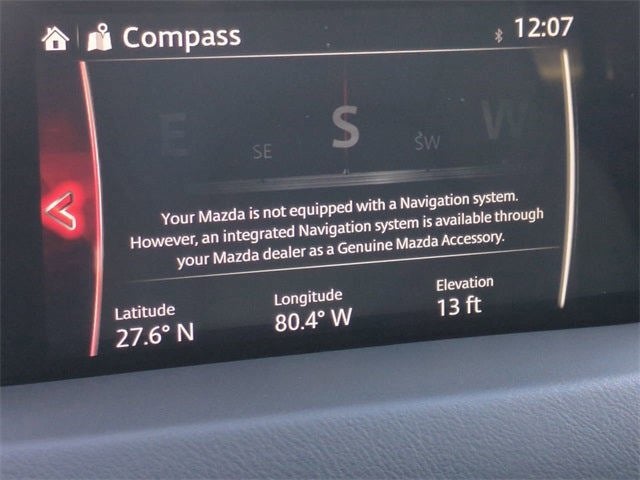 Compass
12:07
E
SE
S
SW
W
Your Mazda is not equipped with a Navigation system.
However, an integrated Navigation system is available through
your Mazda dealer as a Genuine Mazda Accessory.
Latitude
27.6° N
Longitude
80.4° W
Elevation
13 ft